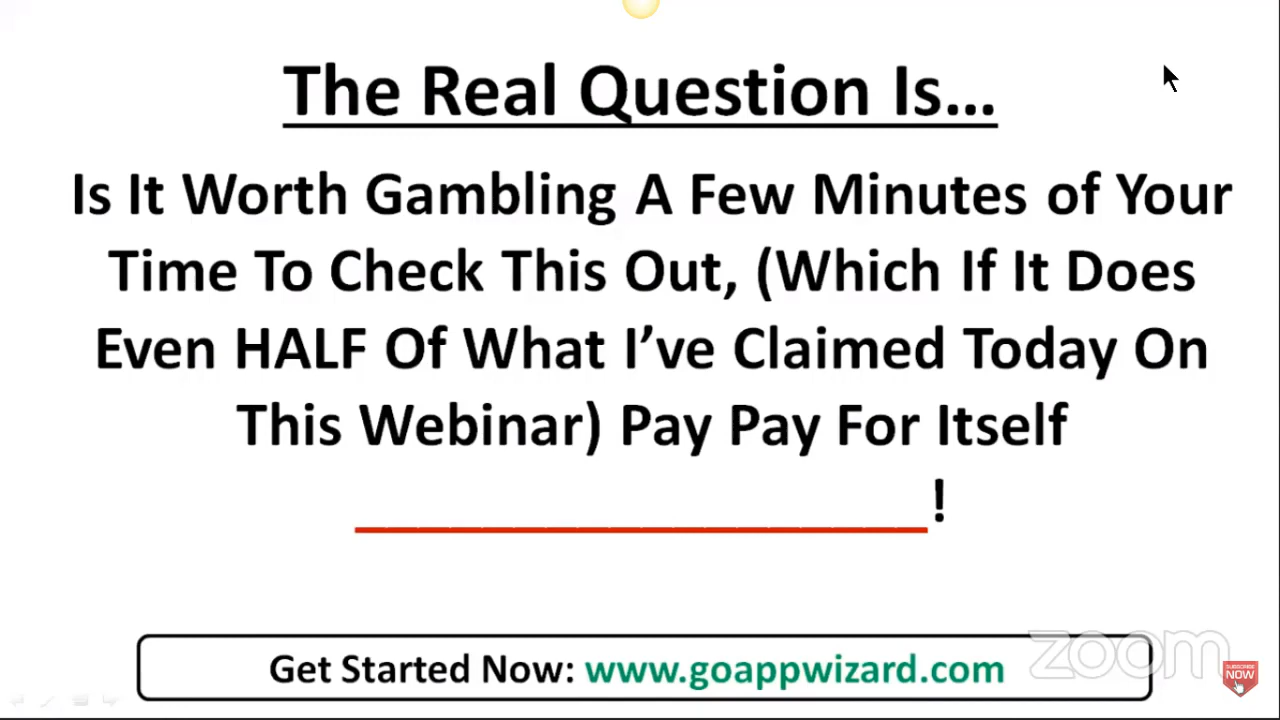 The Real Question Is...
Is It Worth Gambling A Few Minutes of Your
Time To Check This Out, (Which If It Does
Even HALF Of What I’ve Claimed Today On
This Webinar) Pay Pay For Itself
__________________!
Get Started Now: www.goappwizard.com
zoom
SUBSCRIBE
NOW